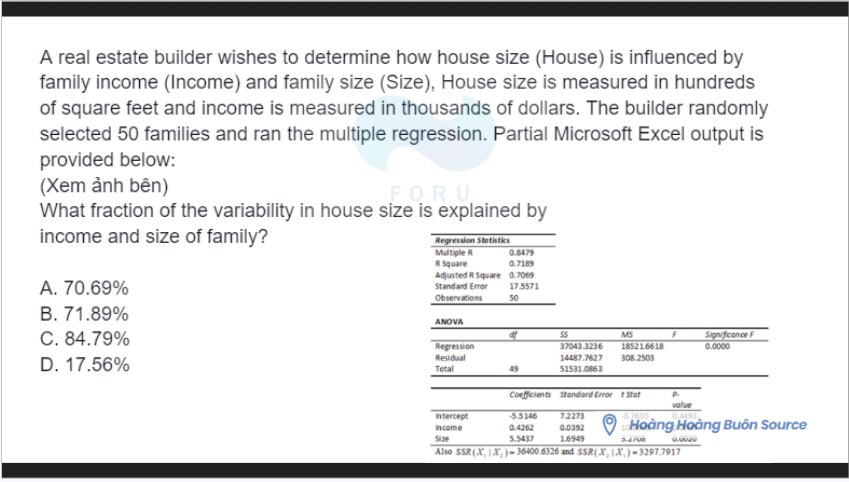 A real estate builder wishes to determine how house size (House) is influenced by
family income (Income) and family size (Size), House size is measured in hundreds
of square feet and income is measured in thousands of dollars. The builder randomly
selected 50 families and ran the multiple regression. Partial Microsoft Excel output is
provided below:
(Xem ảnh bên)
FORU
What fraction of the variability in house size is explained by
income and size of family?
A. 70.69%
B. 71.89%
C. 84.79%
D. 17.56%
Regression Statistics
Multiple R 0.8479
R Square 0.7189
Adjusted R Square 0.7069
Standard Error 17.5571
Observations 50
ANOVA
df SS MS F Significance F
Regression 37043.3236 18521.6618 0.0000
Residual 14487.7627 308.2503
Total 49 51531.0863
Coefficients Standard Error t Stat P-
value
Intercept -5.5146 7.2273 -0.7630 0.4493
Income 0.4262 0.0392
Size 5.5437 1.6949 3.2708 0.0020
Hoàng Hoàng Buôn Source
Also SSR(X₁ | X₂) = 36400.6326 and SSR(X₂ | X₁) = 3297.7917